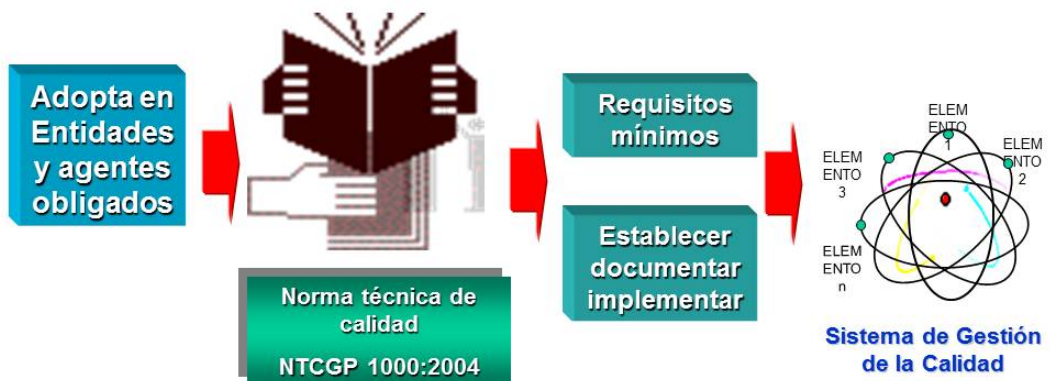 Adopta en
Entidades
y agentes
obligados
Norma técnica de
calidad
NTCGP 1000:2004
Requisitos
mínimos
Establecer
documentar
implementar
ELEM
ENTO
1
ELEM
ENTO
2
ELEM
ENTO
3
ELEM
ENTO
n
Sistema de Gestión
de la Calidad